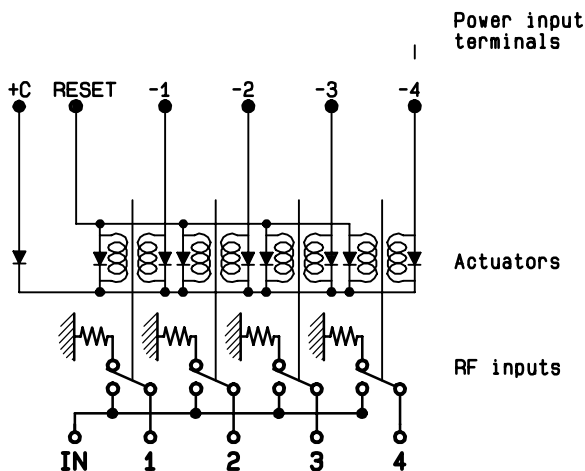 Power input
terminals
+C RESET -1 -2 -3 -4
Actuators
RF inputs
IN 1 2 3 4